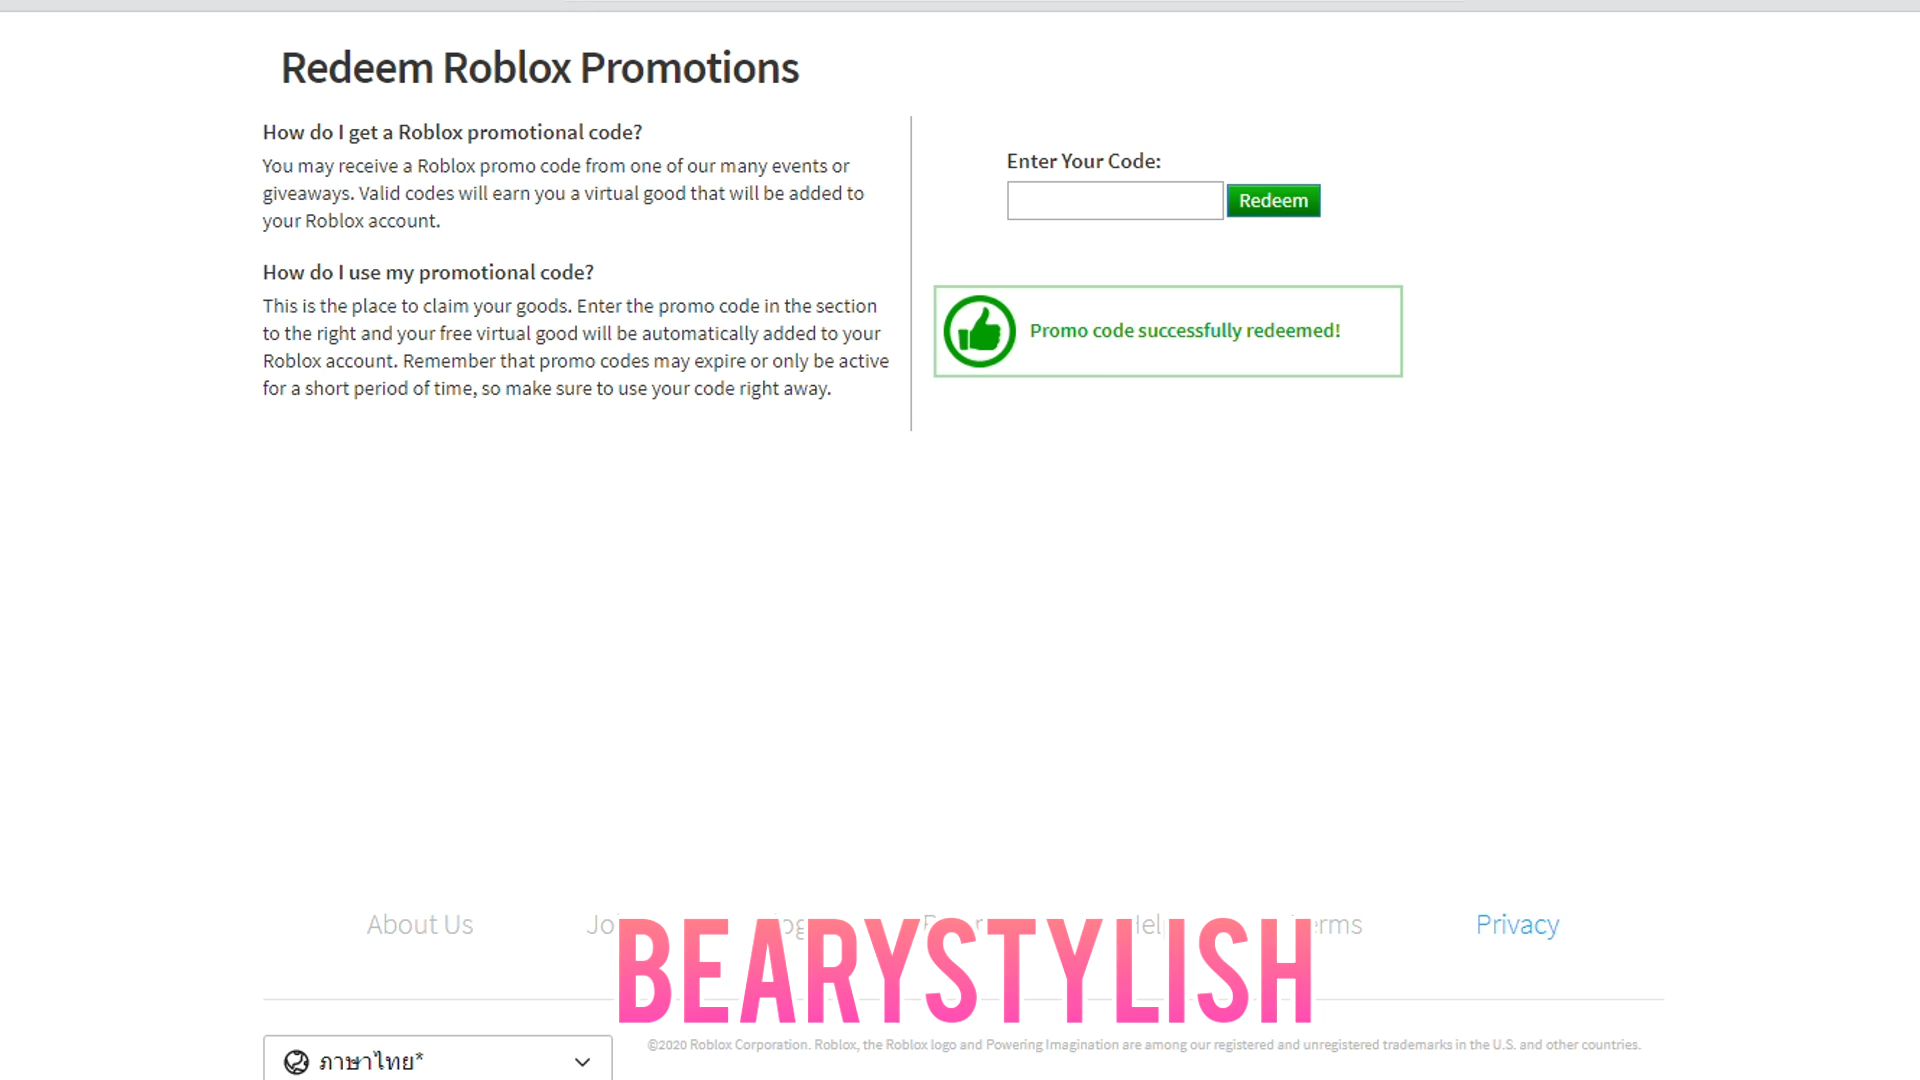 Redeem Roblox Promotions
How do I get a Roblox promotional code?
You may receive a Roblox promo code from one of our many events or
giveaways. Valid codes will earn you a virtual good that will be added to
your Roblox account.
How do I use my promotional code?
This is the place to claim your goods. Enter the promo code in the section
to the right and your free virtual good will be automatically added to your
Roblox account. Remember that promo codes may expire or only be active
for a short period of time, so make sure to use your code right away.
Enter Your Code:
Redeem
Promo code successfully redeemed!
About Us
Privacy
BEARYSTYLISH
©2020 Roblox Corporation. Roblox, the Roblox logo and Powering Imagination are among our registered and unregistered trademarks in the U.S. and other countries.
ภาษาไทย*